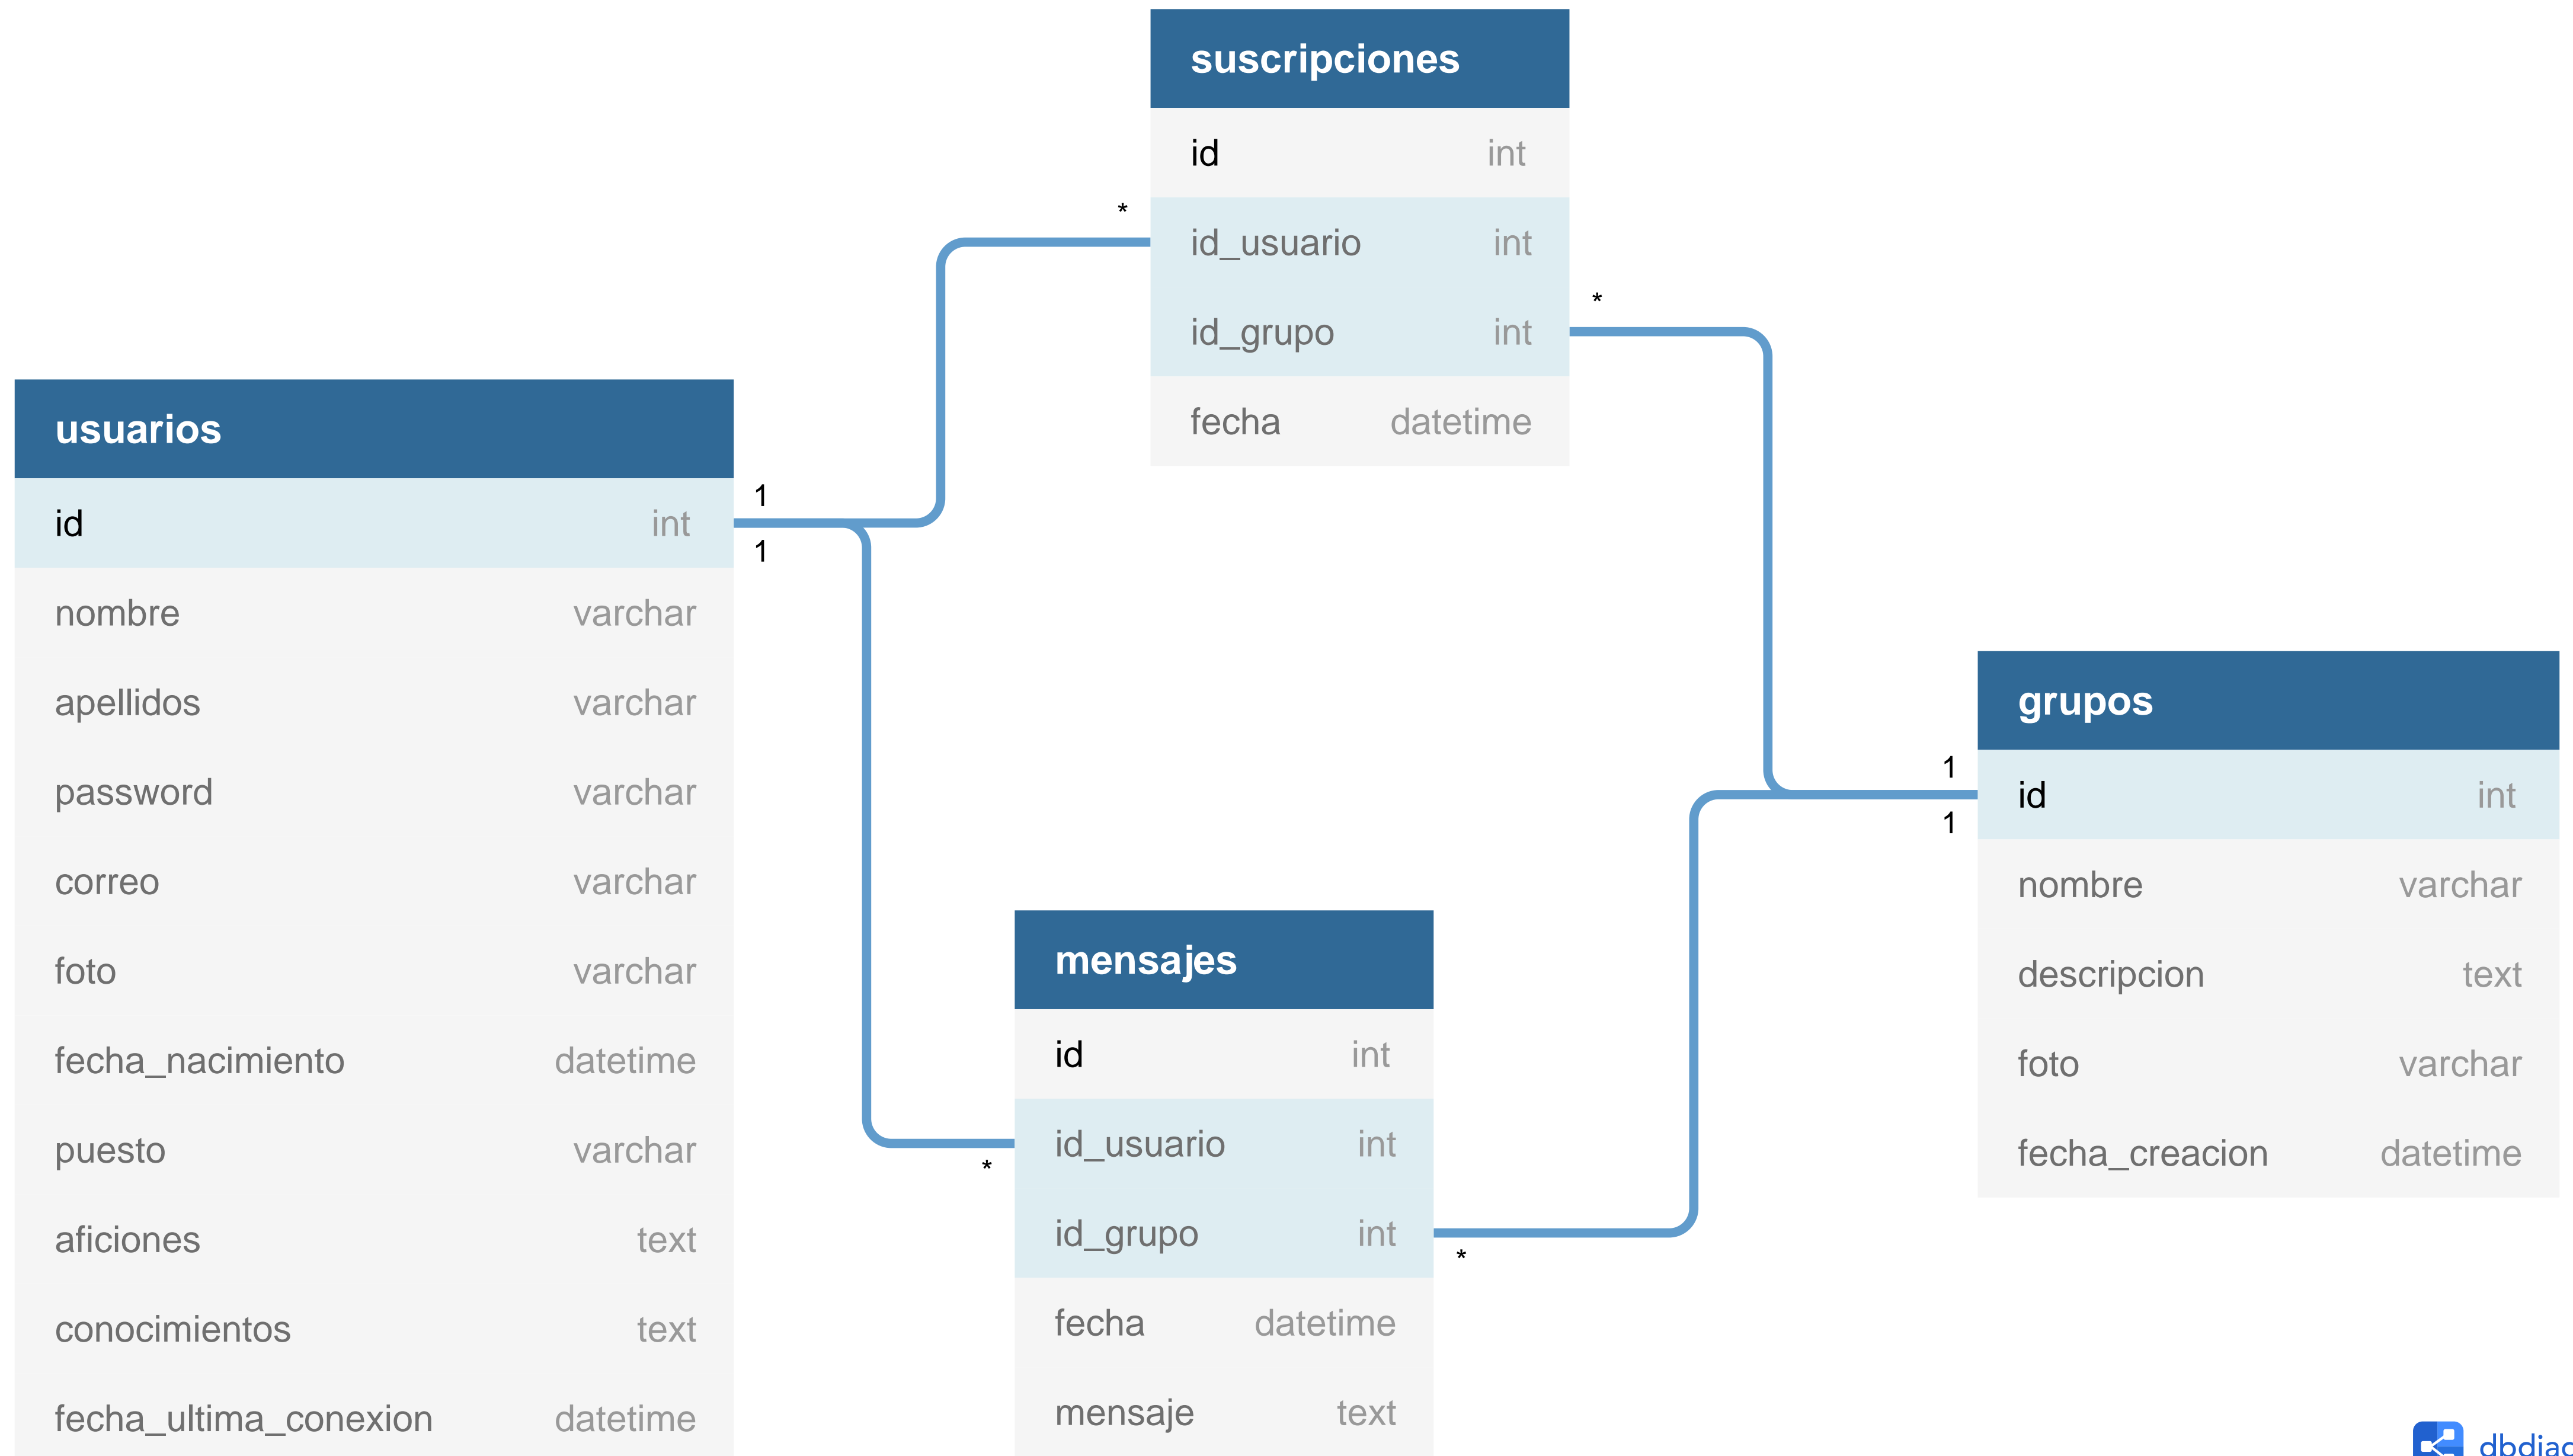 suscripciones
id int
id_usuario int
id_grupo int
fecha datetime
*
*
usuarios
id int
nombre varchar
apellidos varchar
password varchar
correo varchar
foto varchar
fecha_nacimiento datetime
puesto varchar
aficiones text
conocimientos text
fecha_ultima_conexion datetime
1
1
mensajes
id int
id_usuario int
id_grupo int
fecha datetime
mensaje text
*
*
grupos
id int
nombre varchar
descripcion text
foto varchar
fecha_creacion datetime
1
1